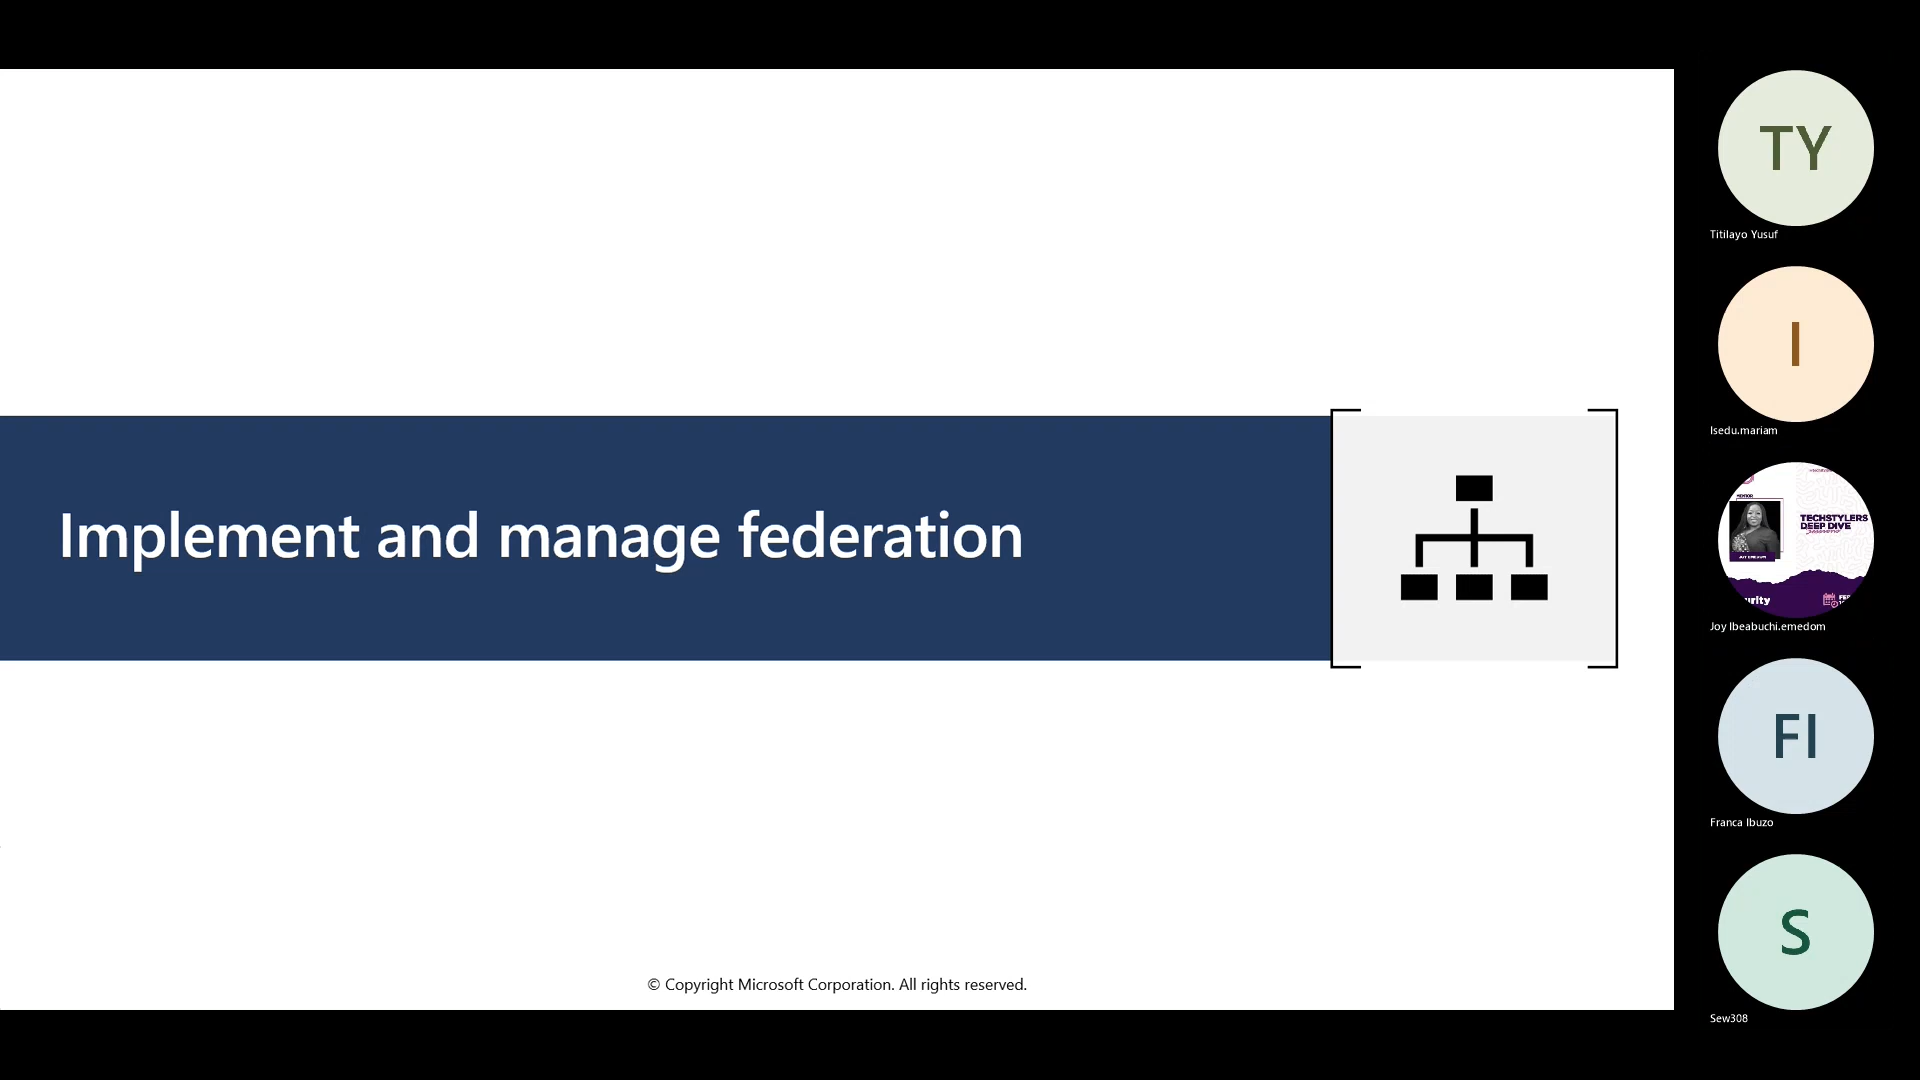 Implement and manage federation
© Copyright Microsoft Corporation. All rights reserved.
TY
Titilayo Yusuf
I
Isedu.mariam
MENTOR
TECHSTYLERS
DEEP DIVE
Joy Ibeabuchi.emedom
FI
Franca Ibuzo
S
Sew308